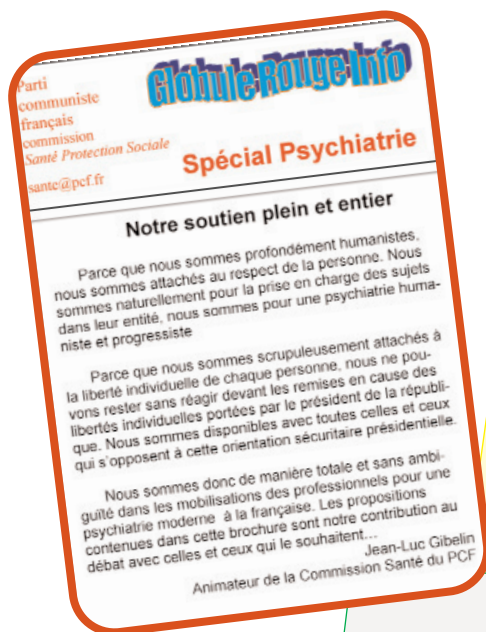 Parti
communiste
français
commission
Santé Protection Sociale
sante@pcf.fr
Globule Rouge Info
Spécial Psychiatrie
Notre soutien plein et entier
Parce que nous sommes profondément humanistes,
nous sommes attachés au respect de la personne. Nous
sommes naturellement pour la prise en charge des sujets
dans leur entité, nous sommes pour une psychiatrie huma-
niste et progressiste
Parce que nous sommes scrupuleusement attachés à
la liberté individuelle de chaque personne, nous ne pou-
vons rester sans réagir devant les remises en cause des
libertés individuelles portées par le président de la républi-
que. Nous sommes disponibles avec toutes celles et ceux
qui s'opposent à cette orientation sécuritaire présidentielle.
Nous sommes donc de manière totale et sans ambi-
guïté dans les mobilisations des professionnels pour une
psychiatrie moderne à la française. Les propositions
contenues dans cette brochure sont notre contribution au
débat avec celles et ceux qui le souhaitent...
Jean-Luc Gibelin
Animateur de la Commission Santé du PCF